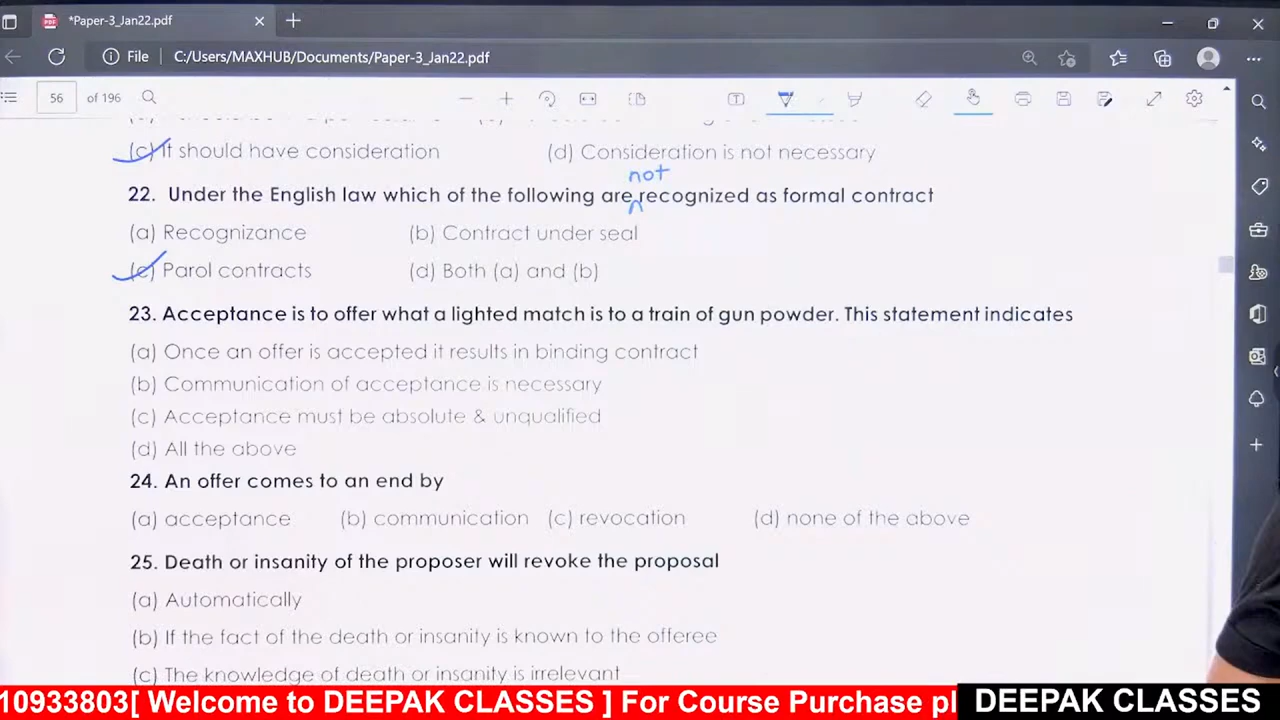 *Paper-3_Jan22.pdf
File C:/Users/MAXHUB/Documents/Paper-3_Jan22.pdf
56 of 196
(c) It should have consideration (d) Consideration is not necessary
not
22. Under the English law which of the following are recognized as formal contract
(a) Recognizance (b) Contract under seal
(c) Parol contracts (d) Both (a) and (b)
23. Acceptance is to offer what a lighted match is to a train of gun powder. This statement indicates
(a) Once an offer is accepted it results in binding contract
(b) Communication of acceptance is necessary
(c) Acceptance must be absolute & unqualified
(d) All the above
24. An offer comes to an end by
(a) acceptance (b) communication (c) revocation (d) none of the above
25. Death or insanity of the proposer will revoke the proposal
(a) Automatically
(b) If the fact of the death or insanity is known to the offeree
(c) The knowledge of death or insanity is irrelevant
10933803[ Welcome to DEEPAK CLASSES ] For Course Purchase pl
DEEPAK CLASSES